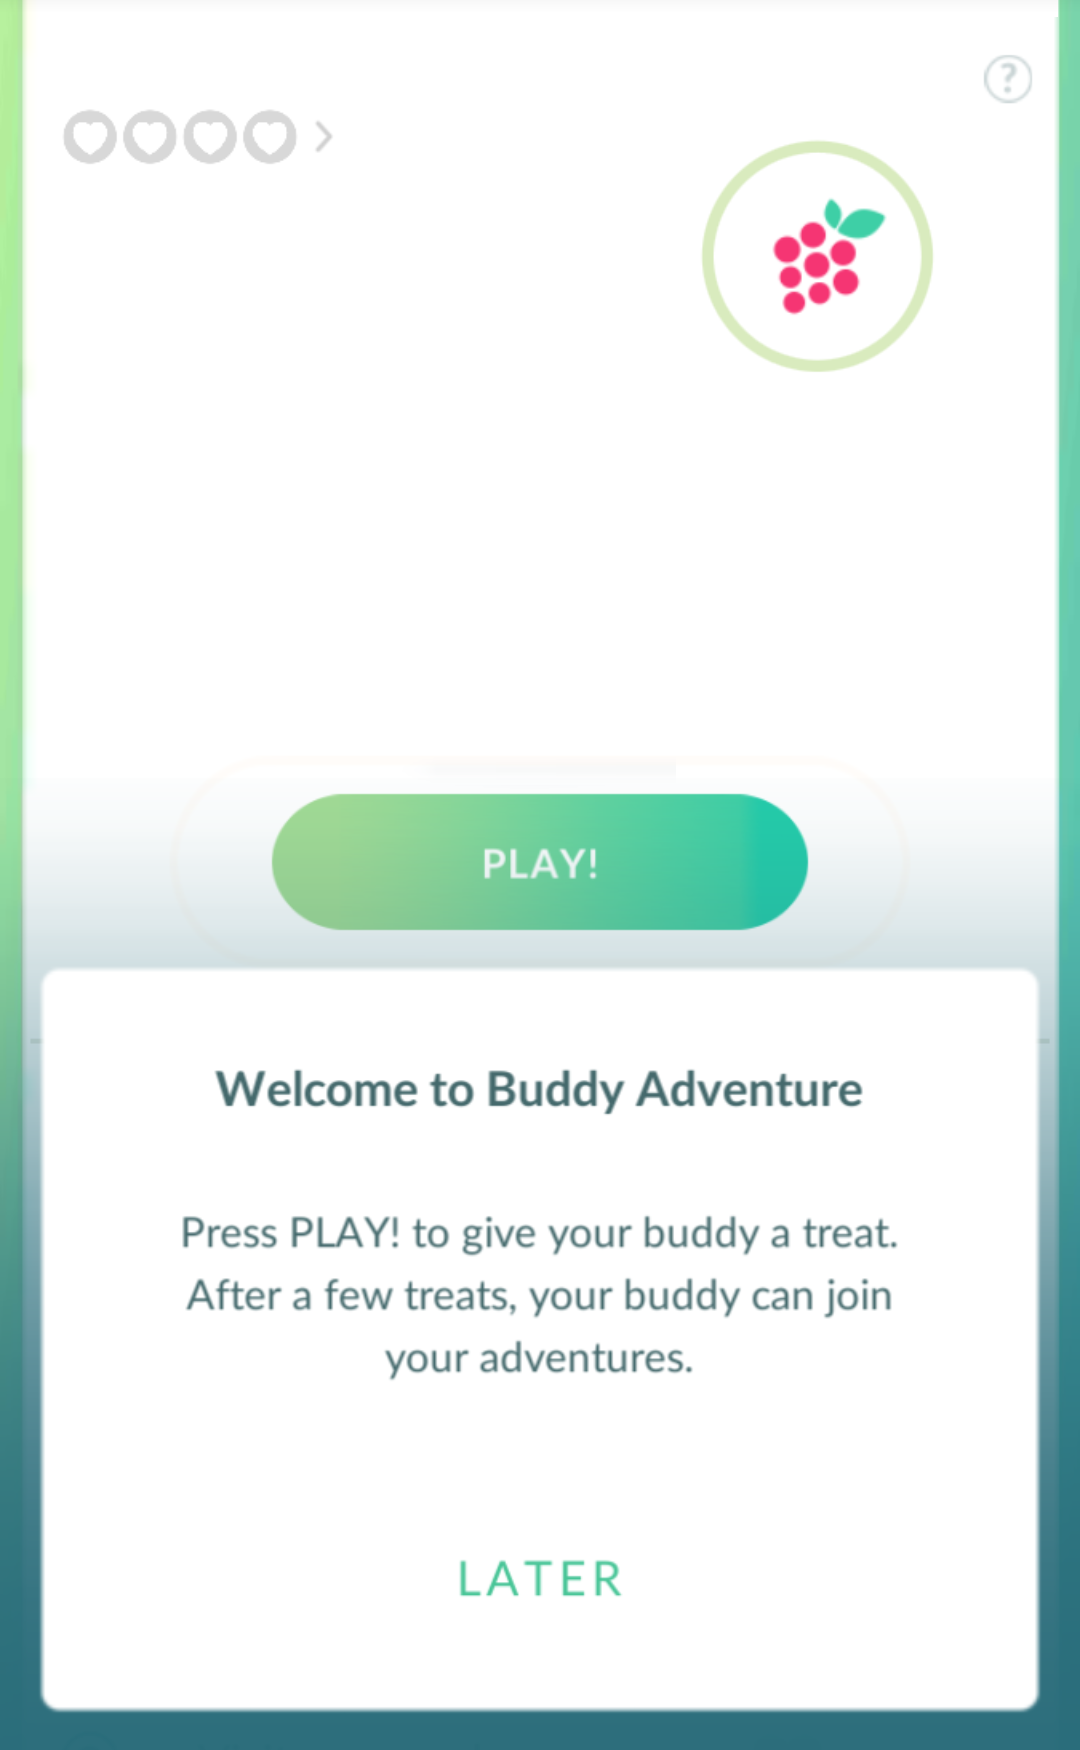 ?
PLAY!
Welcome to Buddy Adventure
Press PLAY! to give your buddy a treat.
After a few treats, your buddy can join
your adventures.
LATER